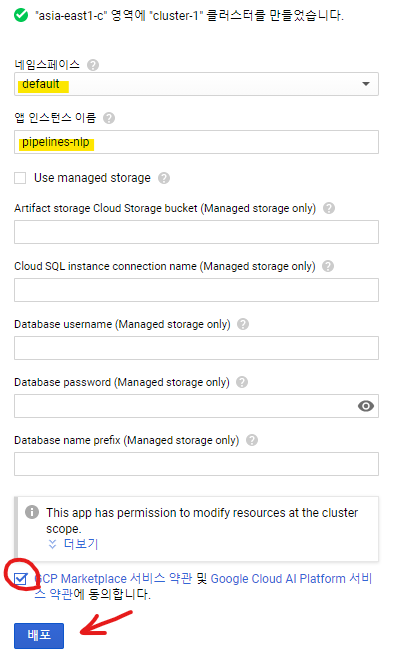 "asia-east1-c" 영역에 "cluster-1" 클러스터를 만들었습니다.
네임스페이스
default
앱 인스턴스 이름
pipelines-nlp
Use managed storage
Artifact storage Cloud Storage bucket (Managed storage only)
Cloud SQL instance connection name (Managed storage only)
Database username (Managed storage only)
Database password (Managed storage only)
Database name prefix (Managed storage only)
This app has permission to modify resources at the cluster
scope.
더보기
GCP Marketplace 서비스 약관 및 Google Cloud AI Platform 서비
스 약관에 동의합니다.
배포